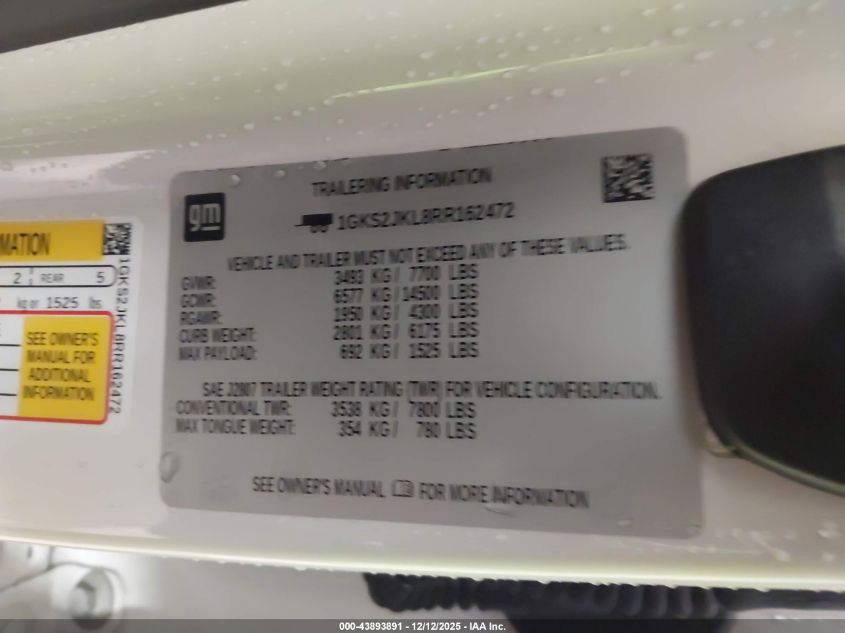 TRAILERING INFORMATION
gm
1GKS2JKL8RR162472
VEHICLE AND TRAILER MUST NOT EXCEED ANY OF THESE VALUES.
GVWR: 3493 KG / 7700 LBS
GCWR: 6577 KG / 14500 LBS
RGAWR: 1950 KG / 4300 LBS
CURB WEIGHT: 2801 KG / 6175 LBS
MAX PAYLOAD: 692 KG / 1525 LBS
SAE J2807 TRAILER WEIGHT RATING (TWR) FOR VEHICLE CONFIGURATION.
CONVENTIONAL TWR: 3538 KG / 7800 LBS
MAX TONGUE WEIGHT: 354 KG / 780 LBS
SEE OWNER'S MANUAL FOR MORE INFORMATION
MATION
2 REAR 5
kg or 1525 lbs
SEE OWNER'S
MANUAL FOR
ADDITIONAL
INFORMATION
1GKS2JKL8RR162472
000-43893891 - 12/12/2025 - IAA Inc.